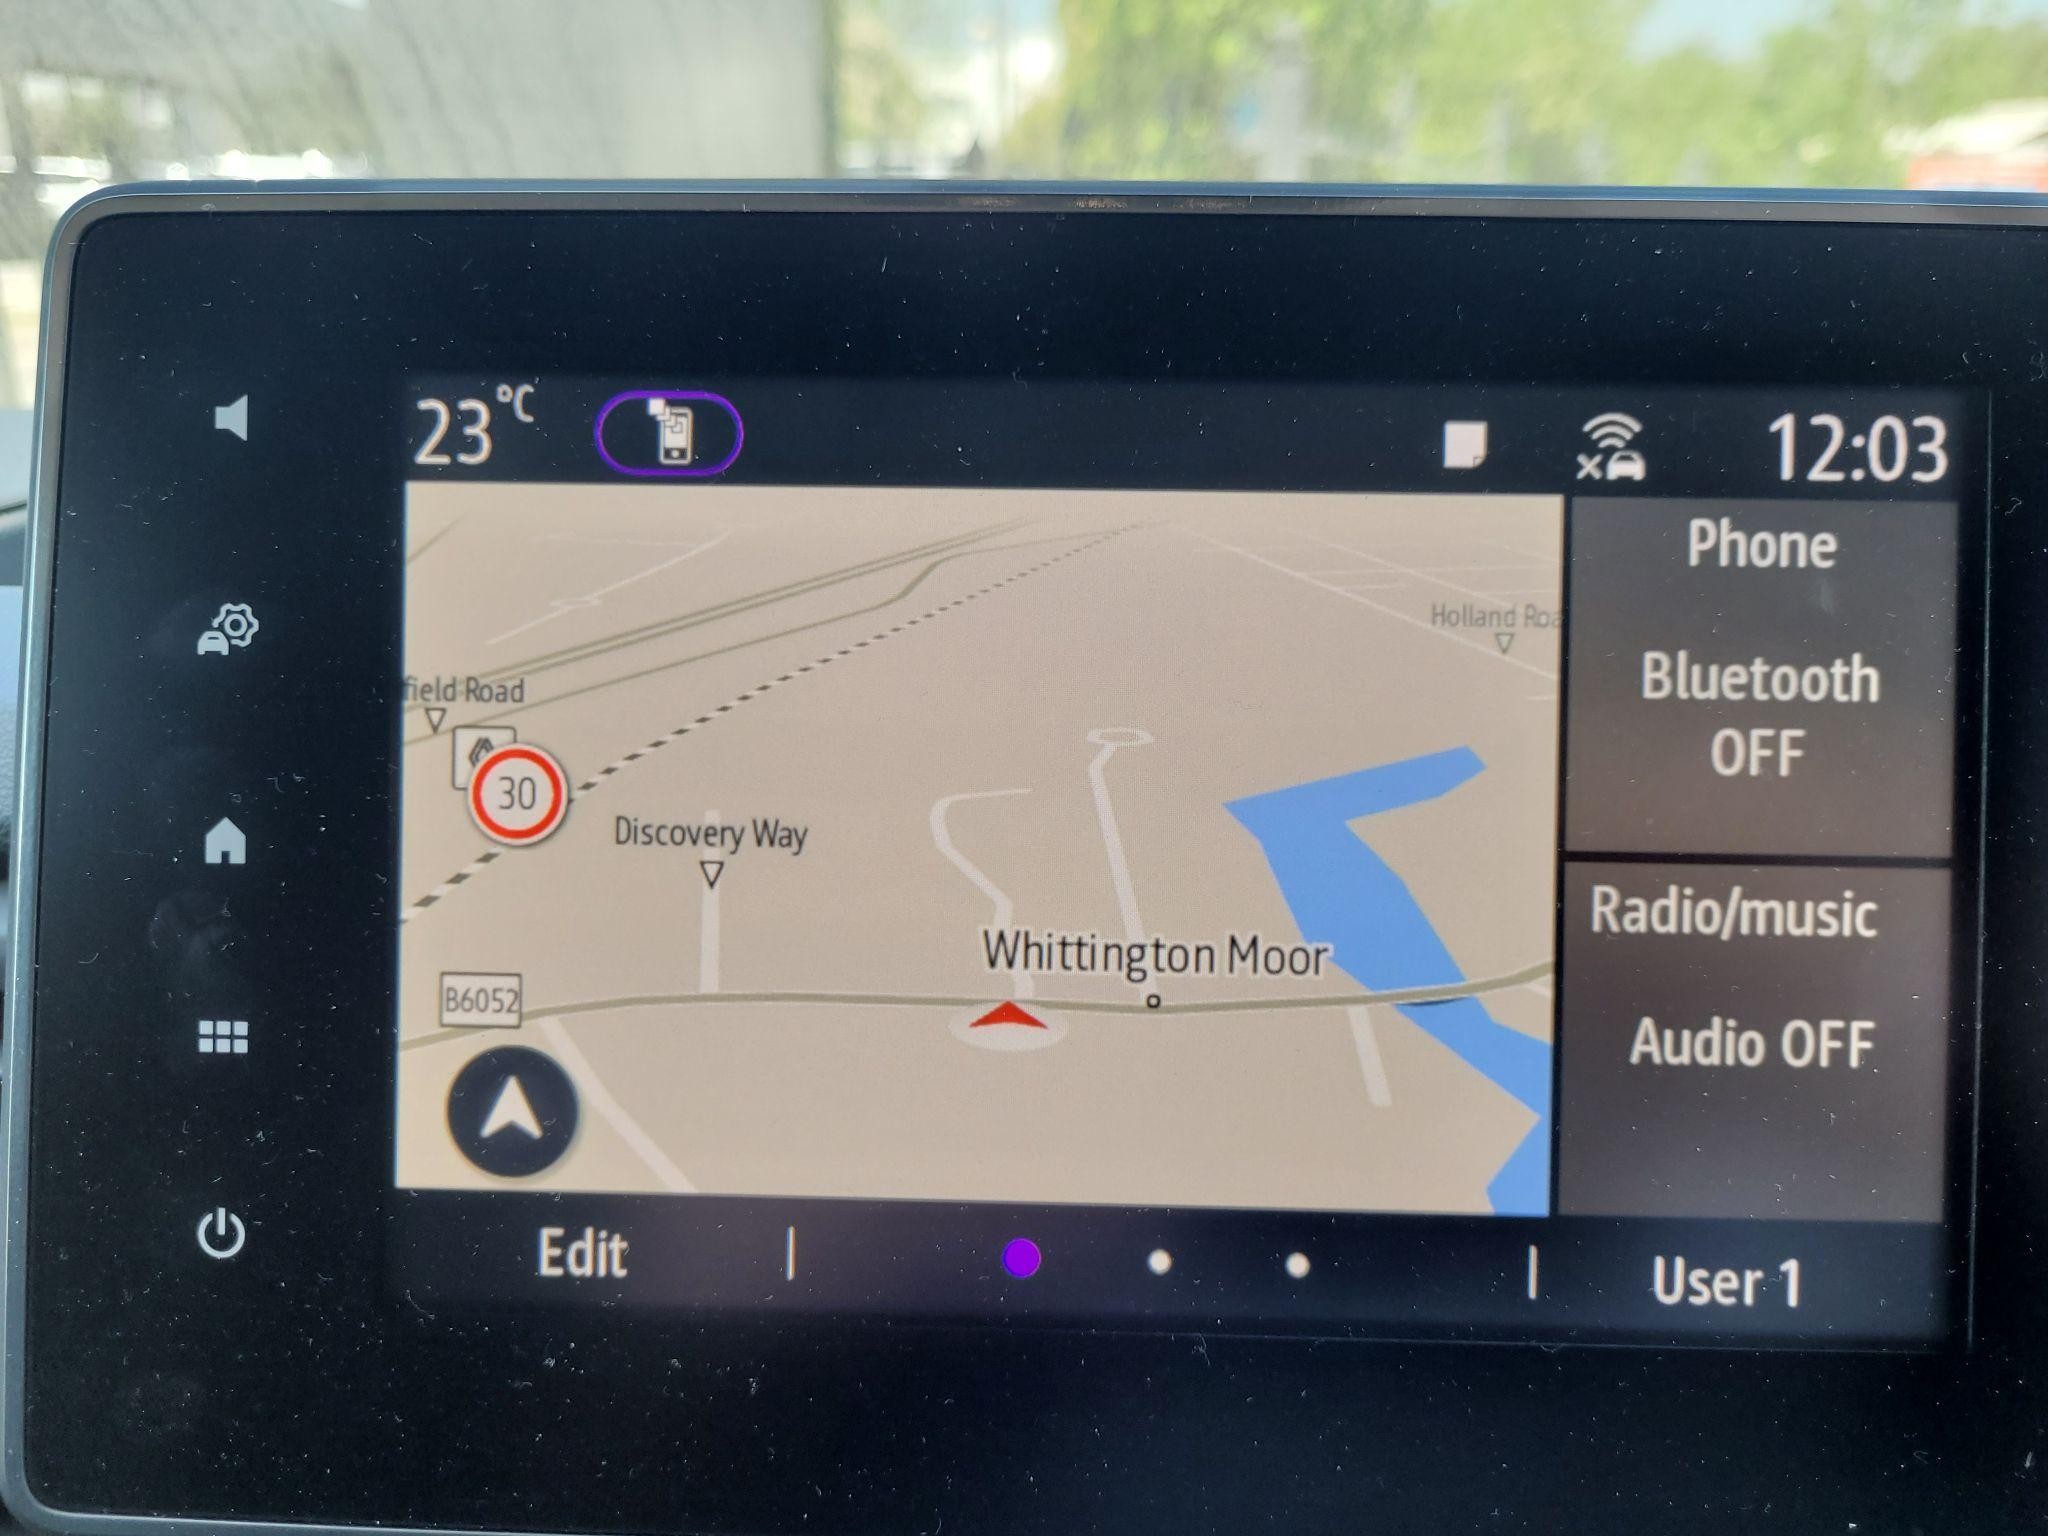 23 °C
12:03
Phone
Bluetooth
OFF
Holland Roa
field Road
30
Discovery Way
Radio/music
Whittington Moor
B6052
Audio OFF
Edit
User 1